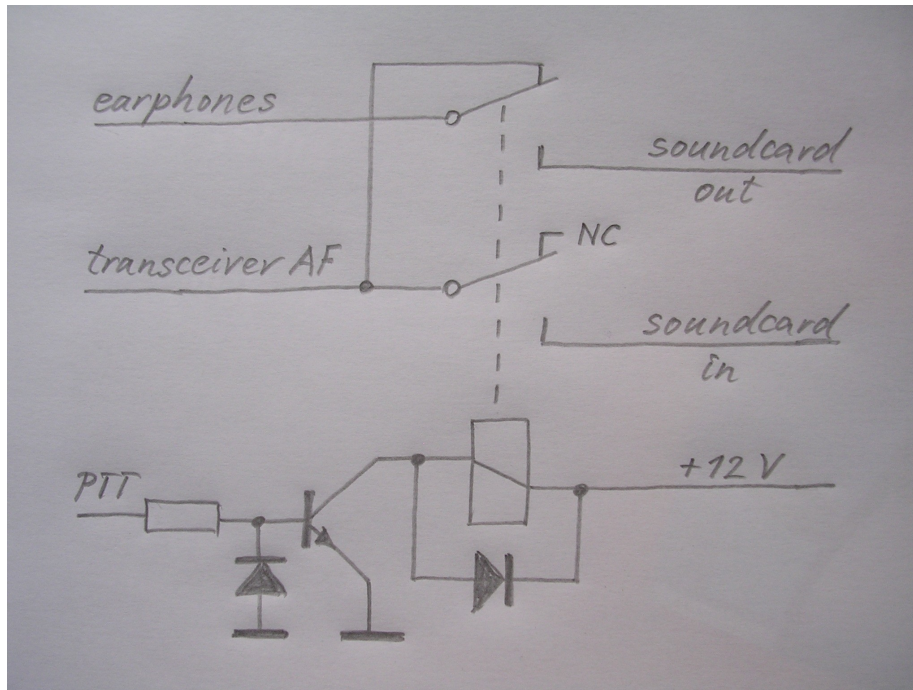 earphones
soundcard
out
transceiver AF
NC
soundcard
in
PTT
+12 V